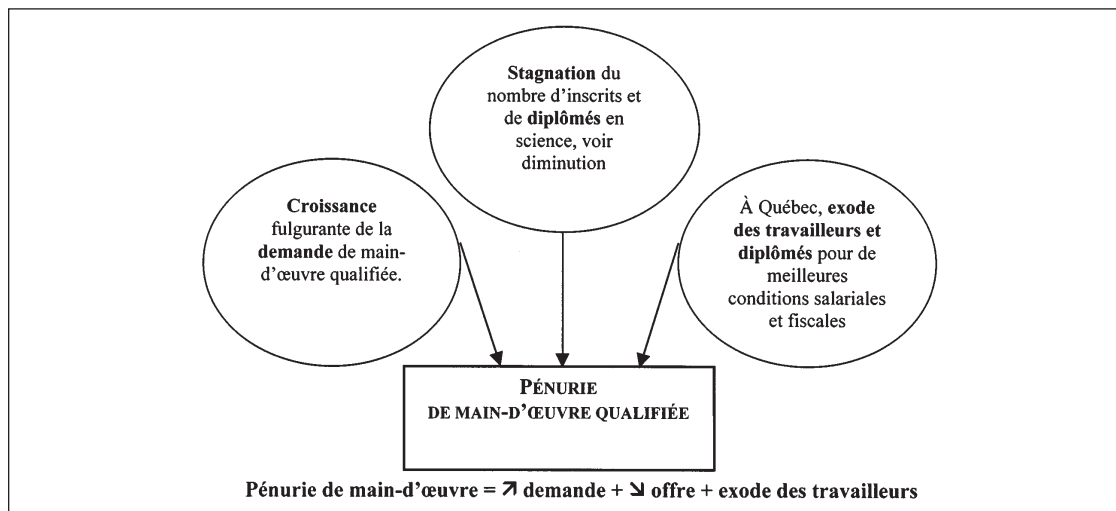 Stagnation du
nombre d'inscrits et
de diplômés en
science, voir
diminution
Croissance
fulgurante de la
demande de main-
d'œuvre qualifiée.
À Québec, exode
des travailleurs et
diplômés pour de
meilleures
conditions salariales
et fiscales
PÉNURIE
DE MAIN-D'ŒUVRE QUALIFIÉE
Pénurie de main-d'œuvre = ↗ demande + ↘ offre + exode des travailleurs